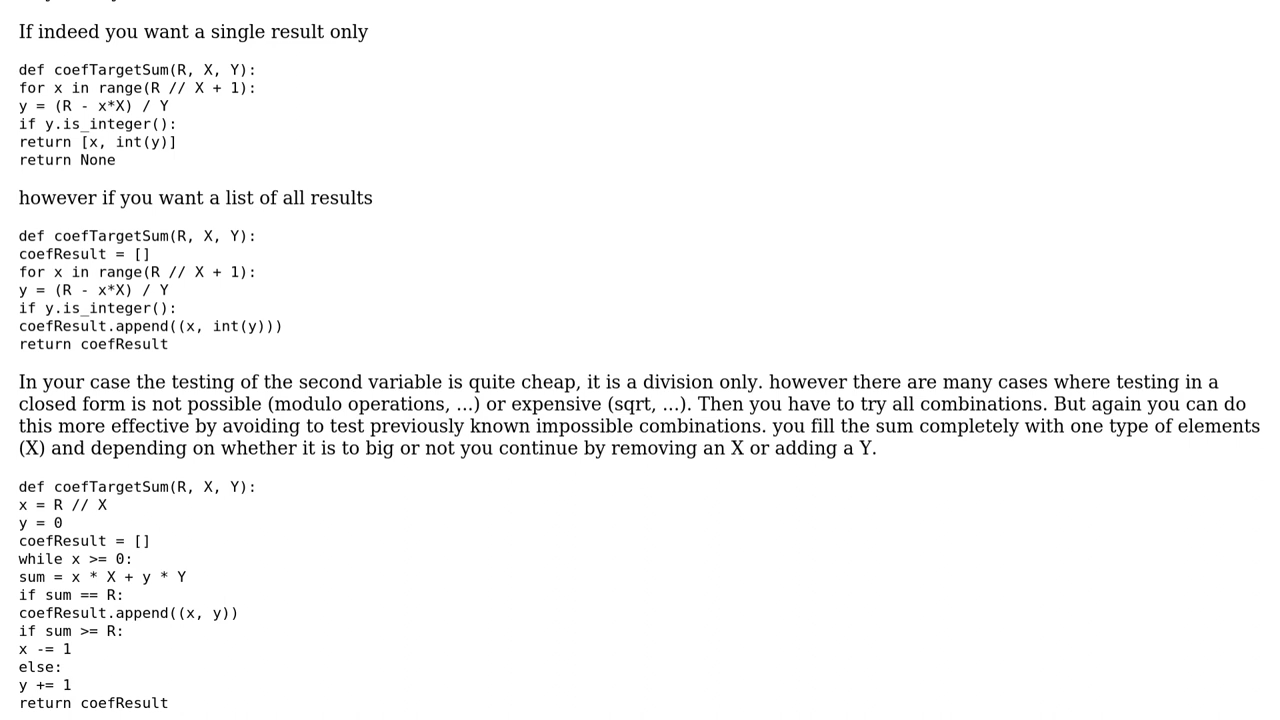 If indeed you want a single result only
def coefTargetSum(R, X, Y):
for x in range(R // X + 1):
y = (R - x*X) / Y
if y.is_integer():
return [x, int(y)]
return None
however if you want a list of all results
def coefTargetSum(R, X, Y):
coefResult = []
for x in range(R // X + 1):
y = (R - x*X) / Y
if y.is_integer():
coefResult.append((x, int(y)))
return coefResult
In your case the testing of the second variable is quite cheap, it is a division only. however there are many cases where testing in a
closed form is not possible (modulo operations, ...) or expensive (sqrt, ...). Then you have to try all combinations. But again you can do
this more effective by avoiding to test previously known impossible combinations. you fill the sum completely with one type of elements
(X) and depending on whether it is to big or not you continue by removing an X or adding a Y.
def coefTargetSum(R, X, Y):
x = R // X
y = 0
coefResult = []
while x >= 0:
sum = x * X + y * Y
if sum == R:
coefResult.append((x, y))
if sum >= R:
x -= 1
else:
y += 1
return coefResult